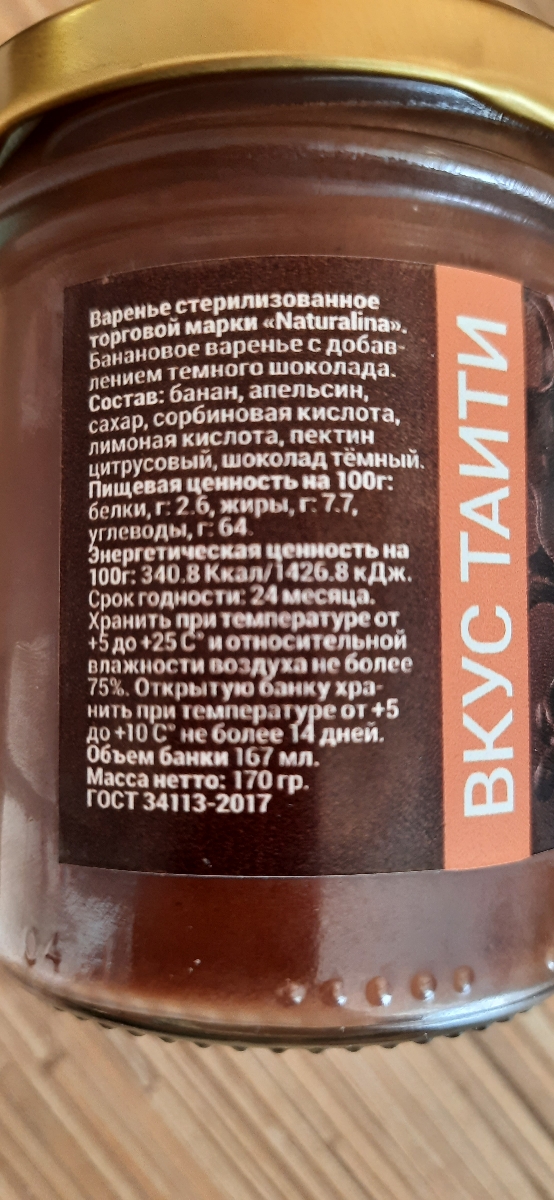 Варенье стерилизованное
торговой марки «Naturalina».
Банановое варенье с добав-
лением темного шоколада.
Состав: банан, апельсин,
сахар, сорбиновая кислота,
лимоная кислота, пектин
цитрусовый, шоколад тёмный.
Пищевая ценность на 100г:
белки, г: 2.6, жиры, г: 7.7,
углеводы, г: 64.
Энергетическая ценность на
100г: 340.8 Ккал/1426.8 кДж.
Срок годности: 24 месяца.
Хранить при температуре от
+5 до +25 С° и относительной
влажности воздуха не более
75%. Открытую банку хра-
нить при температуре от +5
до +10 С° не более 14 дней.
Объем банки 167 мл.
Масса нетто: 170 гр.
ГОСТ 34113-2017
ВКУС ТАИТИ
04